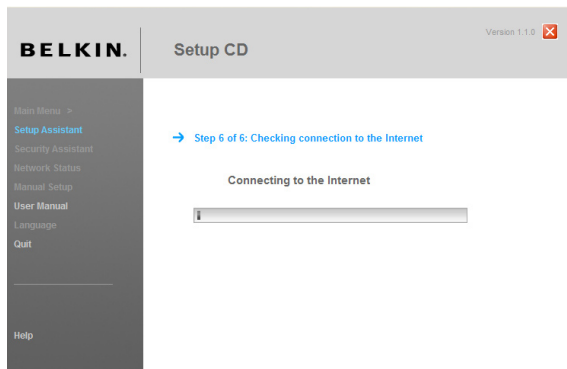 BELKIN.
Setup CD
Version 1.1.0
Main Menu >
Setup Assistant
Security Assistant
Network Status
Manual Setup
User Manual
Language
Quit
Help
Step 6 of 6: Checking connection to the Internet
Connecting to the Internet